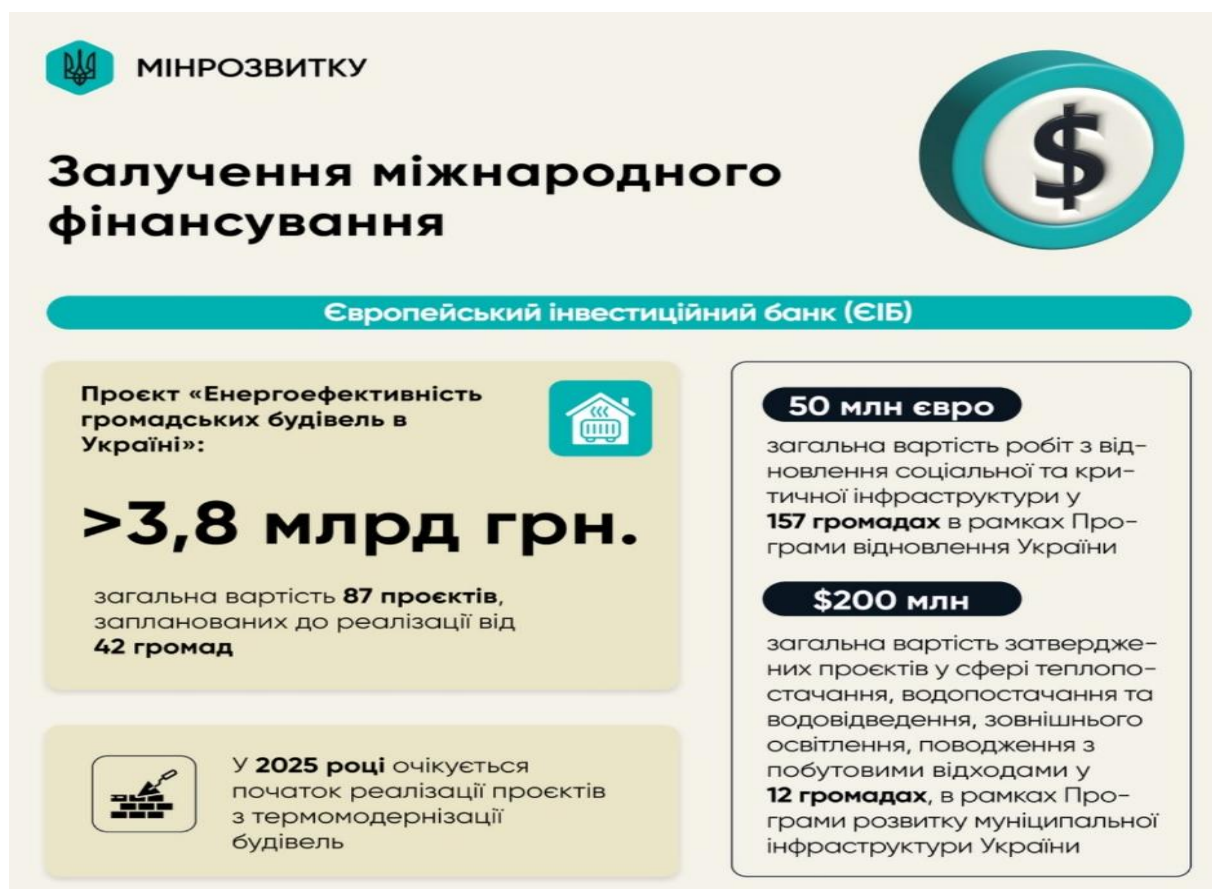 МІНРОЗВИТКУ
Залучення міжнародного
фінансування
$
Європейський інвестиційний банк (ЄІБ)
Проєкт «Енергоефективність
громадських будівель в
Україні»:
>3,8 млрд грн.
загальна вартість 87 проєктів,
запланованих до реалізації від
42 громад
У 2025 році очікується
початок реалізації проєктів
з термомодернізації
будівель
50 млн євро
загальна вартість робіт з від-
новлення соціальної та кри-
тичної інфраструктури у
157 громадах в рамках Про-
грами відновлення України
$200 млн
загальна вартість затвердже-
них проєктів у сфері теплопо-
стачання, водопостачання та
водовідведення, зовнішнього
освітлення, поводження з
побутовими відходами у
12 громадах, в рамках Про-
грами розвитку муніципальної
інфраструктури України